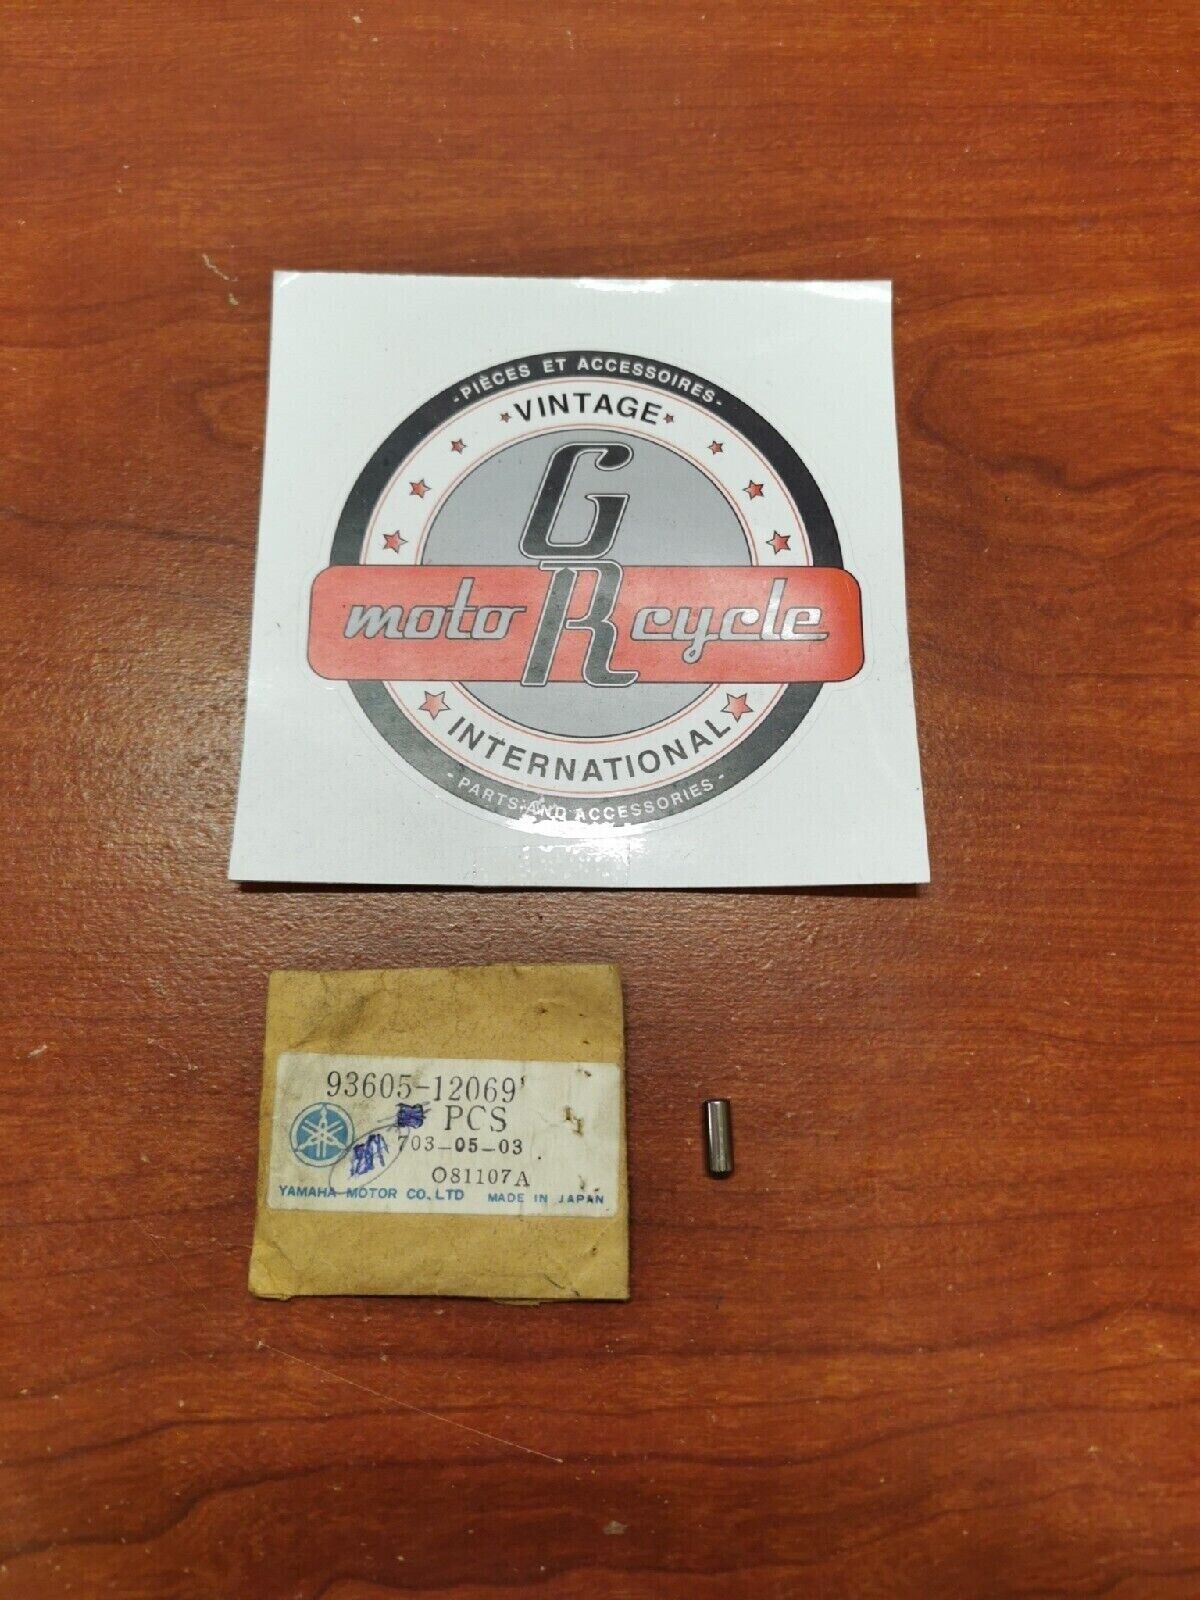 -PIÈCES ET ACCESSOIRES-
VINTAGE
GR
moto cycle
INTERNATIONAL
- PARTS AND ACCESSORIES -
93605-12069
PCS
703-05-03
O81107A
YAMAHA MOTOR CO., LTD MADE IN JAPAN